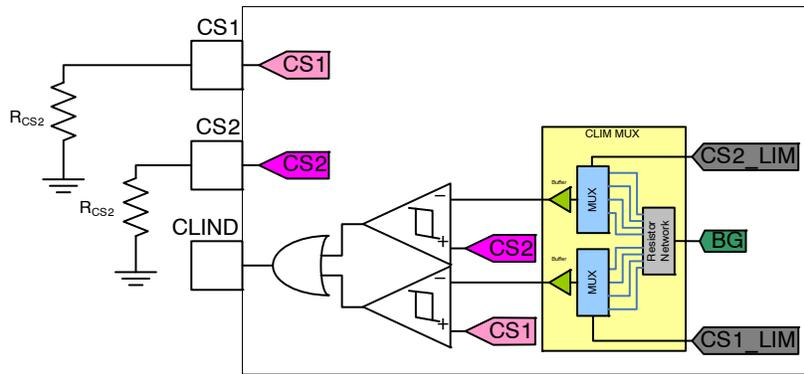 CS1
CS1
RCS2
CS2
CS2
RCS2
CLIND
CLIM MUX
CS2_LIM
Buffer
MUX
Resistor
Network
BG
CS2
Buffer
MUX
CS1
CS1_LIM